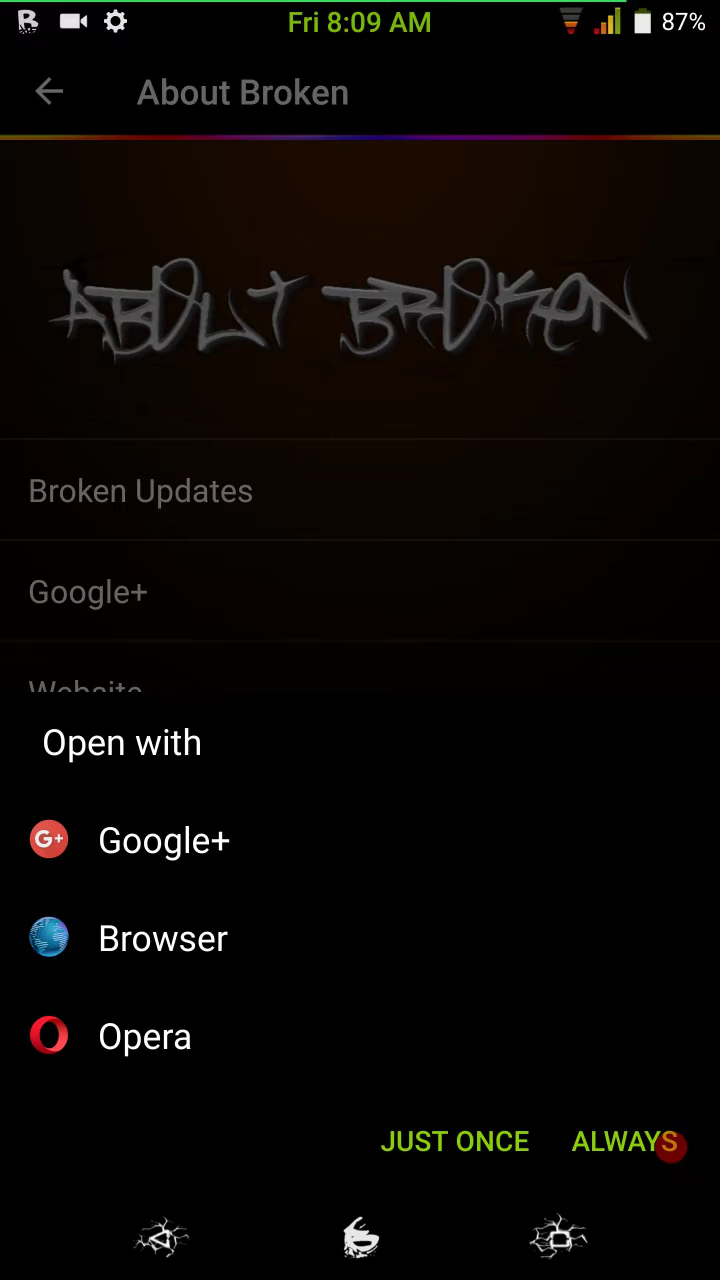 Fri 8:09 AM
87%
About Broken
ABOUT BROKEN
Broken Updates
Google+
Website
Open with
G+ Google+
Browser
Opera
JUST ONCE ALWAYS